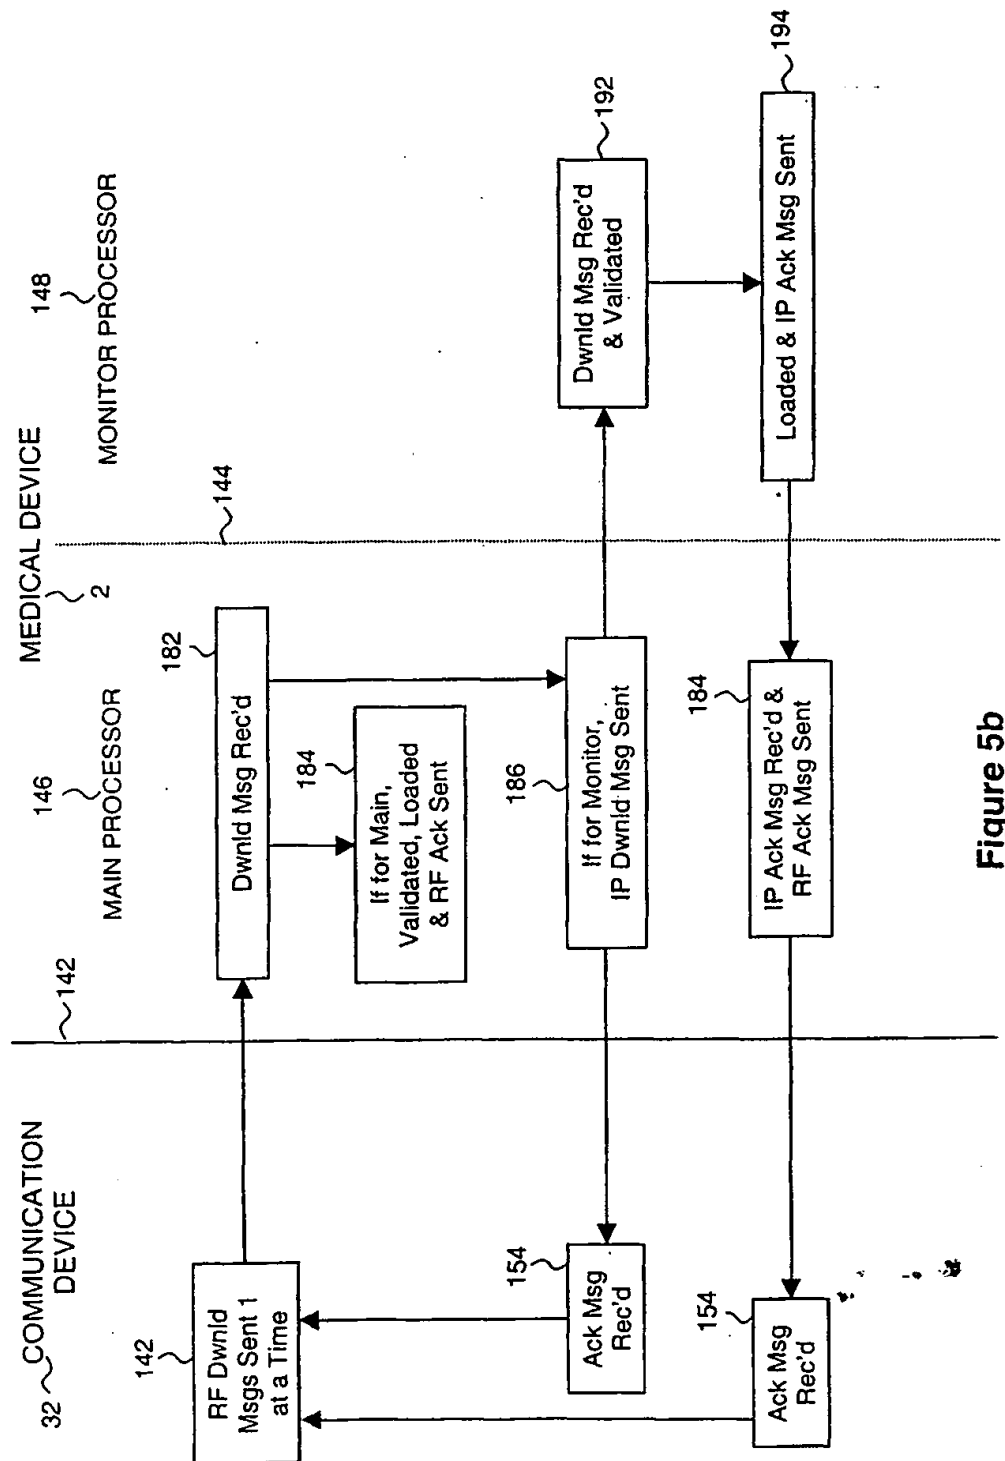 MEDICAL DEVICE
2
32 COMMUNICATION
DEVICE
142
146
MAIN PROCESSOR
144
148
MONITOR PROCESSOR
142
RF Dwnld
Msgs Sent 1
at a Time
182
Dwnld Msg Rec'd
184
If for Main,
Validated, Loaded
& RF Ack Sent
154
Ack Msg
Rec'd
186
If for Monitor,
IP Dwnld Msg Sent
192
Dwnld Msg Rec'd
& Validated
154
Ack Msg
Rec'd
184
IP Ack Msg Rec'd &
RF Ack Msg Sent
194
Loaded & IP Ack Msg Sent
Figure 5b